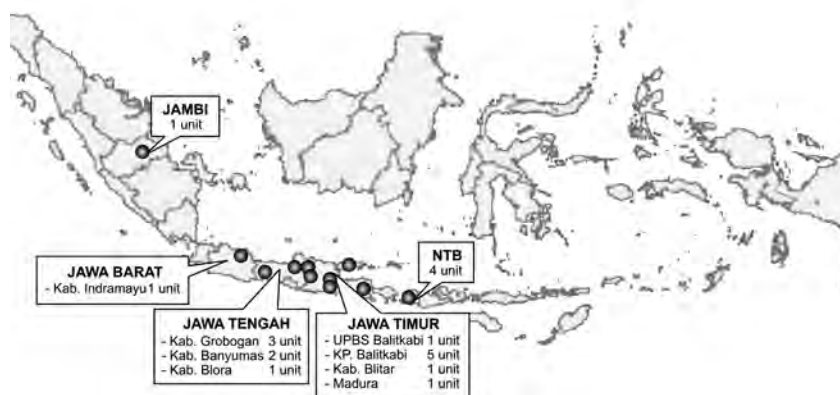 JAMBI
1 unit
NTB
4 unit
JAWA BARAT
- Kab. Indramayu 1 unit
JAWA TENGAH
- Kab. Grobogan 3 unit
- Kab. Banyumas 2 unit
- Kab. Blora 1 unit
JAWA TIMUR
- UPBS Balitkabi 1 unit
- KP. Balitkabi 5 unit
- Kab. Blitar 1 unit
- Madura 1 unit